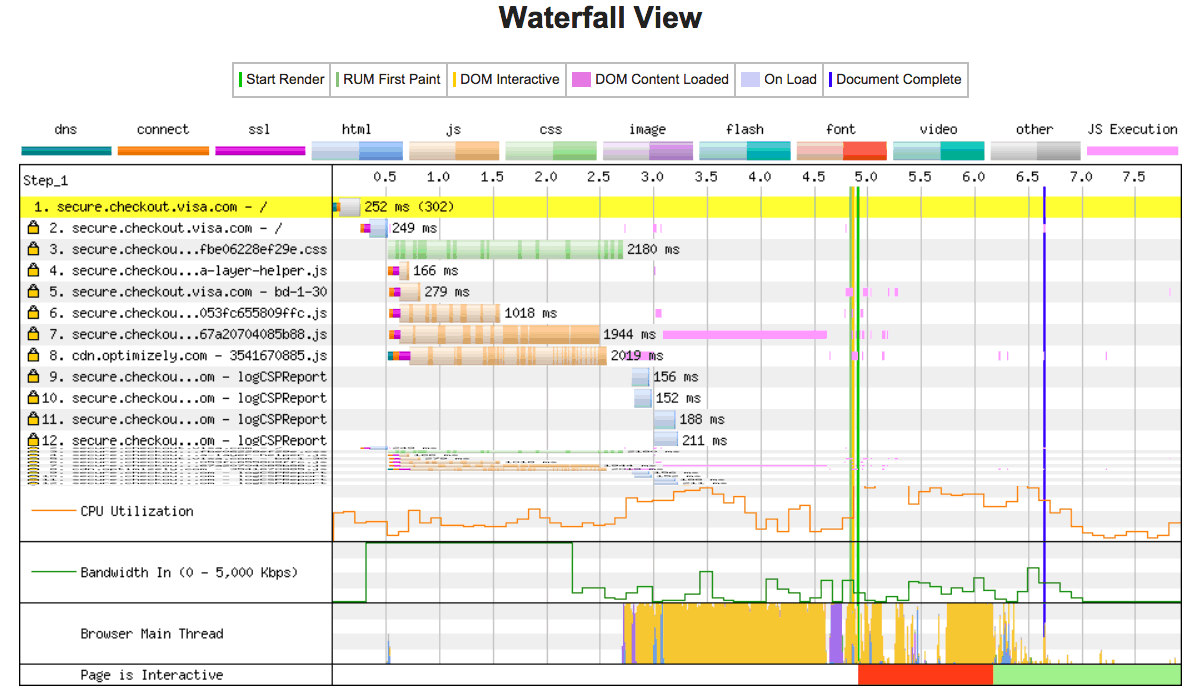 Waterfall View
Start Render RUM First Paint DOM Interactive DOM Content Loaded On Load Document Complete
dns connect ssl html js css image flash font video other JS Execution
Step_1 0.5 1.0 1.5 2.0 2.5 3.0 3.5 4.0 4.5 5.0 5.5 6.0 6.5 7.0 7.5
1. secure.checkout.visa.com - / 252 ms (302)
2. secure.checkout.visa.com - / 249 ms
3. secure.checkou...fbe06228ef29e.css 2180 ms
4. secure.checkou...a-layer-helper.js 166 ms
5. secure.checkout.visa.com - bd-1-30 279 ms
6. secure.checkou...053fc655809ffc.js 1018 ms
7. secure.checkou...67a20704085b88.js 1944 ms
8. cdn.optimizely.com - 3541670885.js 2019 ms
9. secure.checkou...om - logCSPReport 156 ms
10. secure.checkou...om - logCSPReport 152 ms
11. secure.checkou...om - logCSPReport 188 ms
12. secure.checkou...om - logCSPReport 211 ms
CPU Utilization
Bandwidth In (0 - 5,000 Kbps)
Browser Main Thread
Page is Interactive